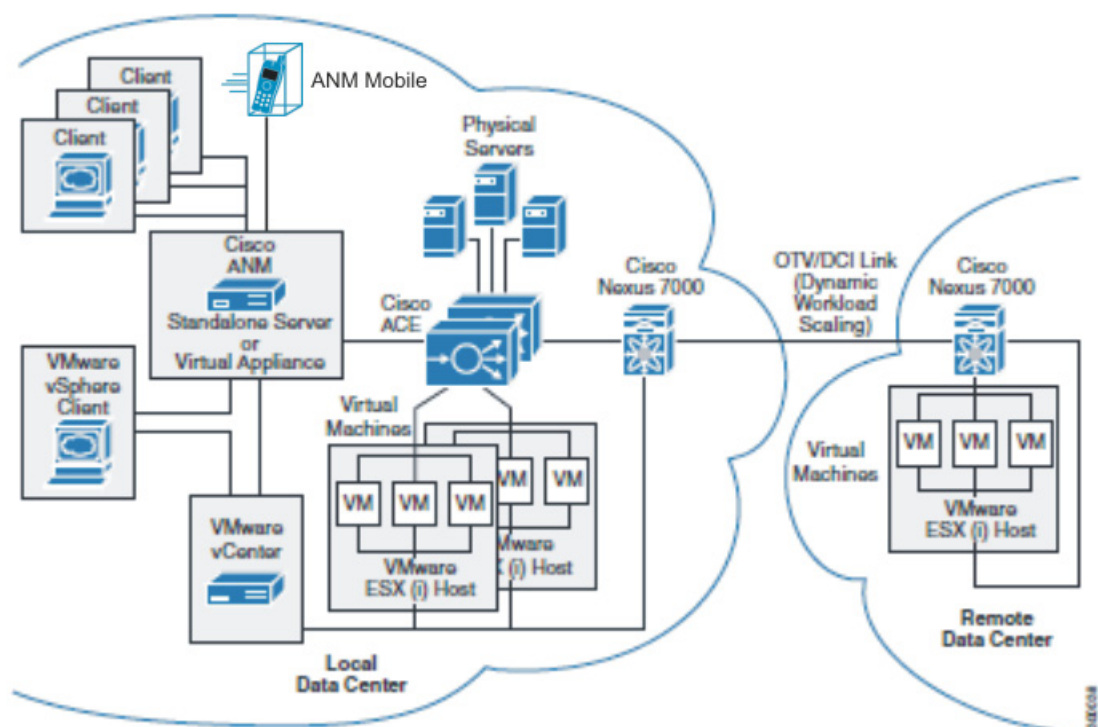 Client
Client
Client
ANM Mobile
Physical
Servers
Cisco
ANM
Standalone Server
or
Virtual Appliance
Cisco
ACE
Cisco
Nexus 7000
OTV/DCI Link
(Dynamic
Workload
Scaling)
Cisco
Nexus 7000
VMware
vSphere
Client
Virtual
Machines
VM
VM
VM
VM
VM
VMware
ESX (i) Host
Mware
X (i) Host
VMware
vCenter
Local
Data Center
Virtual
Machines
VM
VM
VM
VMware
ESX (i) Host
Remote
Data Center